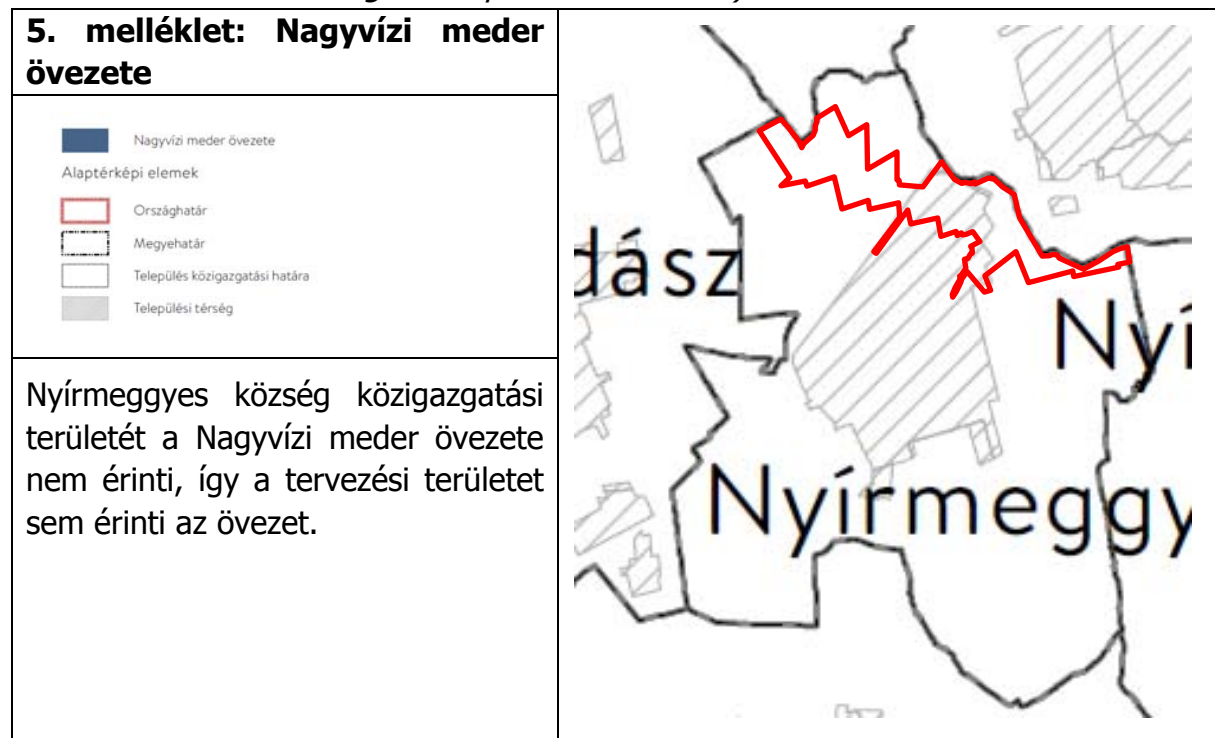 5. melléklet: Nagyvízi meder
övezete
Nagyvízi meder övezete
Alaptérképi elemek
Országhatár
Megyehatár
Település közigazgatási határa
Települési térség
Nyírmeggyes község közigazgatási
területét a Nagyvízi meder övezete
nem érinti, így a tervezési területet
sem érinti az övezet.
dász
Nyí
Nyírmeggy